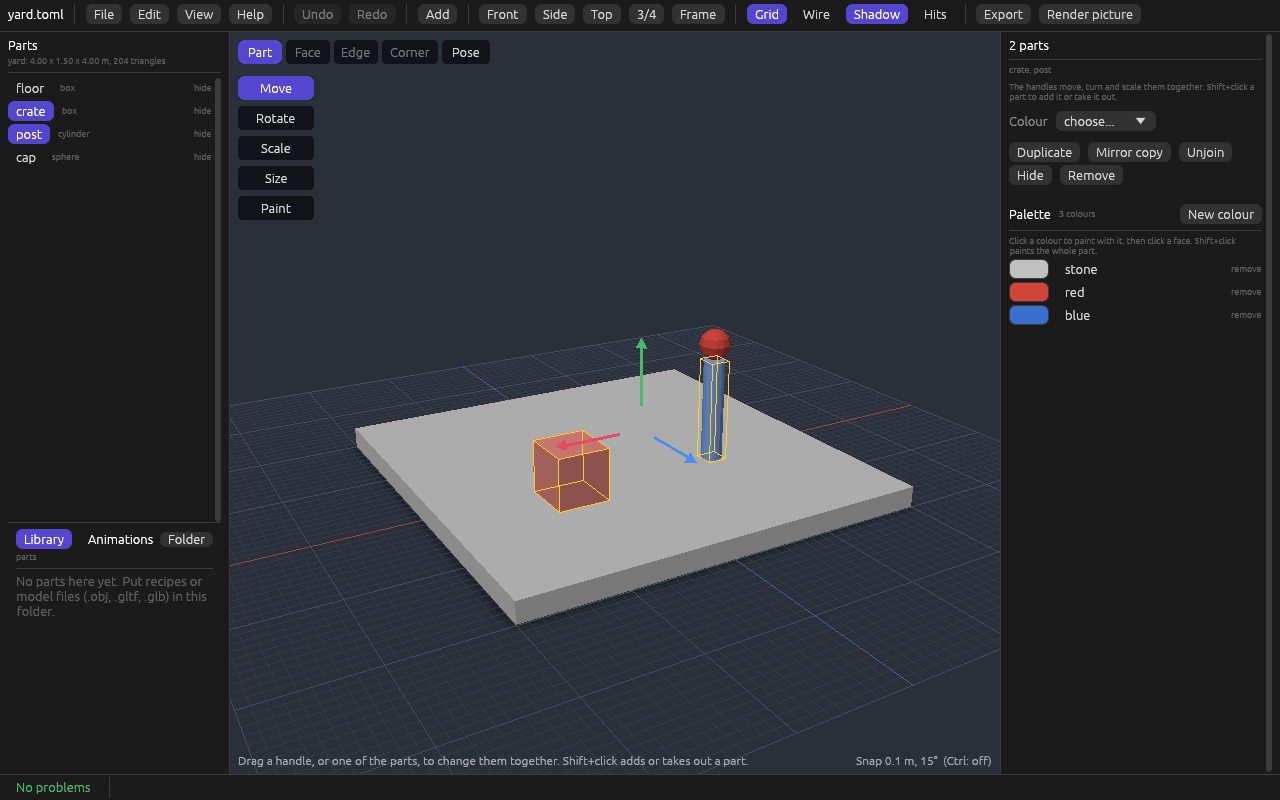 yard.toml File Edit View Help Undo Redo Add Front Side Top 3/4 Frame Grid Wire Shadow Hits Export Render picture
Parts
yard: 4.00 x 1.50 x 4.00 m, 204 triangles
floor box hide
crate box hide
post cylinder hide
cap sphere hide
Library Animations Folder
parts
No parts here yet. Put recipes or
model files (.obj, .gltf, .glb) in this
folder.
Part Face Edge Corner Pose
Move
Rotate
Scale
Size
Paint
Drag a handle, or one of the parts, to change them together. Shift+click adds or takes out a part.
Snap 0.1 m, 15° (Ctrl: off)
2 parts
crate, post
The handles move, turn and scale them together. Shift+click a
part to add it or take it out.
Colour choose...
Duplicate Mirror copy Unjoin
Hide Remove
Palette 3 colours New colour
Click a colour to paint with it, then click a face. Shift+click
paints the whole part.
stone remove
red remove
blue remove
No problems